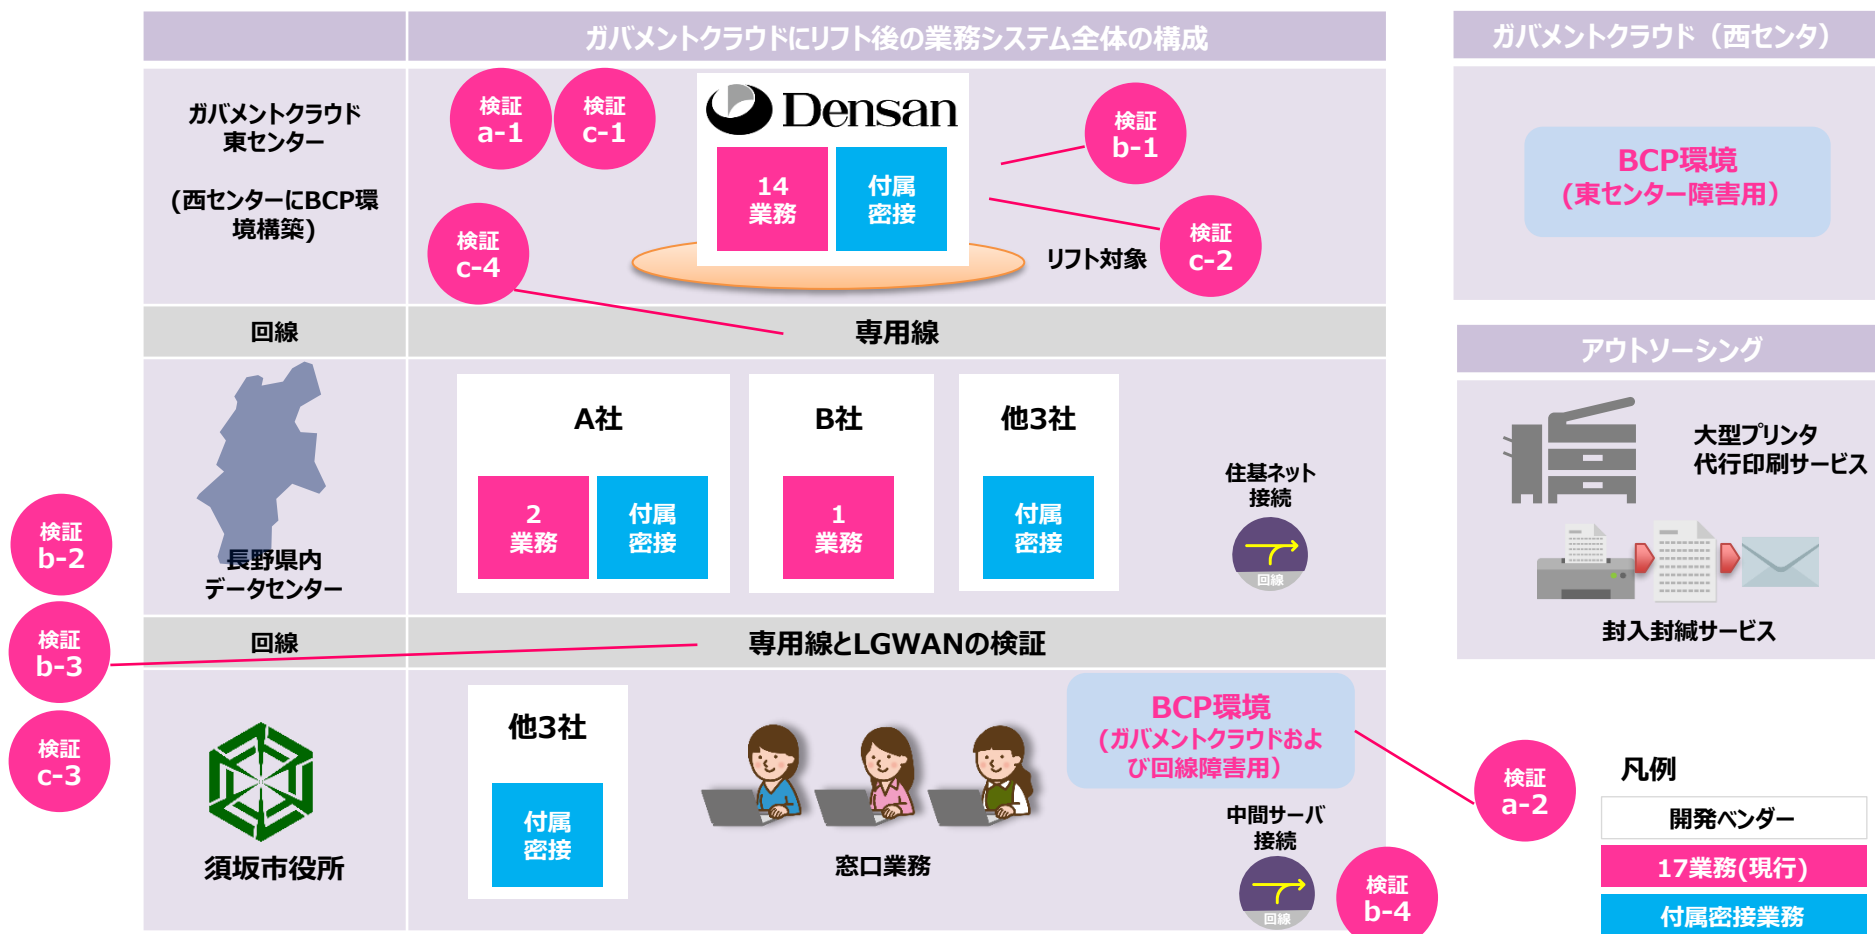 ガバメントクラウドにリフト後の業務システム全体の構成
ガバメントクラウド
東センター
(西センターにBCP環
境構築)
検証
a-1
検証
c-1
Densan
14
業務
付属
密接
検証
b-1
検証
c-4
検証
c-2
リフト対象
回線
専用線
A社
B社
他3社
2
業務
付属
密接
1
業務
付属
密接
住基ネット
接続
回線
長野県内
データセンター
検証
b-2
検証
b-3
検証
c-3
回線
専用線とLGWANの検証
須坂市役所
他3社
付属
密接
窓口業務
BCP環境
(ガバメントクラウドおよ
び回線障害用)
中間サーバ
接続
回線
検証
b-4
検証
a-2
ガバメントクラウド（西センタ）
BCP環境
(東センター障害用）
アウトソーシング
大型プリンタ
代行印刷サービス
封入封緘サービス
凡例
開発ベンダー
17業務(現行)
付属密接業務